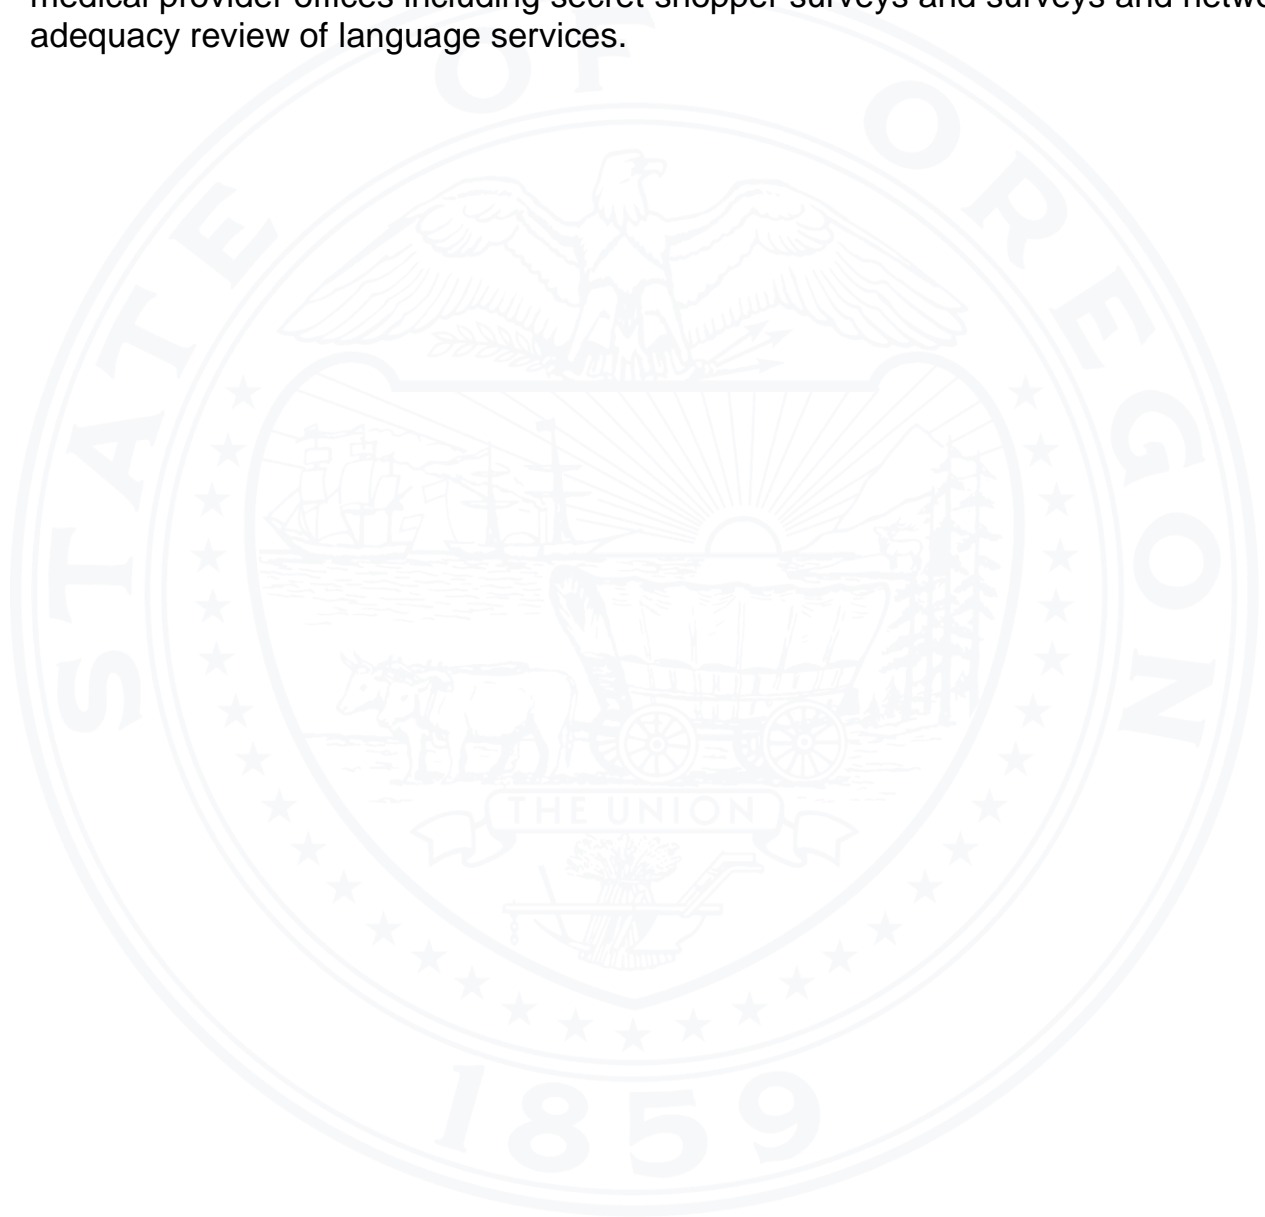 medical provider offices including secret shopper surveys and surveys and netwo
adequacy review of language services.
STATE OF OREGON
THE UNION
1859